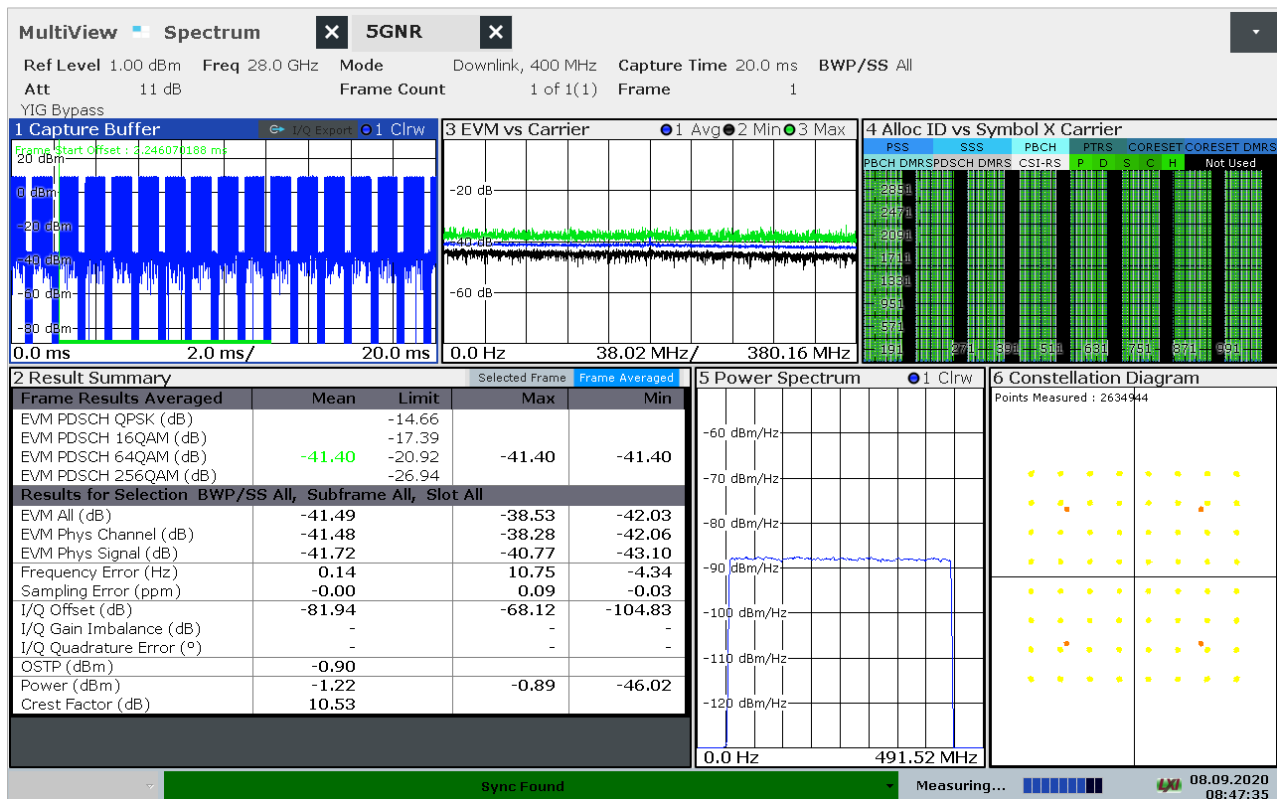 MultiView Spectrum X 5GNR X
Ref Level 1.00 dBm Freq 28.0 GHz Mode Downlink, 400 MHz Capture Time 20.0 ms BWP/SS All
Att 11 dB Frame Count 1 of 1(1) Frame 1
YIG Bypass
1 Capture Buffer I/Q Export 1 Clrw
Frame Start Offset : 2.246070188 ms
20 dBm
0 dBm
-20 dBm
-40 dBm
-60 dBm
-80 dBm
0.0 ms 2.0 ms/ 20.0 ms
3 EVM vs Carrier 1 Avg 2 Min 3 Max
-20 dB
-40 dB
-60 dB
0.0 Hz 38.02 MHz/ 380.16 MHz
4 Alloc ID vs Symbol X Carrier
PSS SSS PBCH PTRS CORESET CORESET DMRS
PBCH DMRS PDSCH DMRS CSI-RS P D S C H Not Used
2851
2471
2091
1711
1331
951
571
191 271 391 511 631 751 871 991
2 Result Summary Selected Frame Frame Averaged
Frame Results Averaged Mean Limit Max Min
EVM PDSCH QPSK (dB) -14.66
EVM PDSCH 16QAM (dB) -17.39
EVM PDSCH 64QAM (dB) -41.40 -20.92 -41.40 -41.40
EVM PDSCH 256QAM (dB) -26.94
Results for Selection BWP/SS All, Subframe All, Slot All
EVM All (dB) -41.49 -38.53 -42.03
EVM Phys Channel (dB) -41.48 -38.28 -42.06
EVM Phys Signal (dB) -41.72 -40.77 -43.10
Frequency Error (Hz) 0.14 10.75 -4.34
Sampling Error (ppm) -0.00 0.09 -0.03
I/Q Offset (dB) -81.94 -68.12 -104.83
I/Q Gain Imbalance (dB) - - -
I/Q Quadrature Error (º) - - -
OSTP (dBm) -0.90
Power (dBm) -1.22 -0.89 -46.02
Crest Factor (dB) 10.53
5 Power Spectrum 1 Clrw
-60 dBm/Hz
-70 dBm/Hz
-80 dBm/Hz
-90 dBm/Hz
-100 dBm/Hz
-110 dBm/Hz
-120 dBm/Hz
0.0 Hz 491.52 MHz
6 Constellation Diagram
Points Measured : 2634944
Sync Found Measuring... 08.09.2020
08:47:35